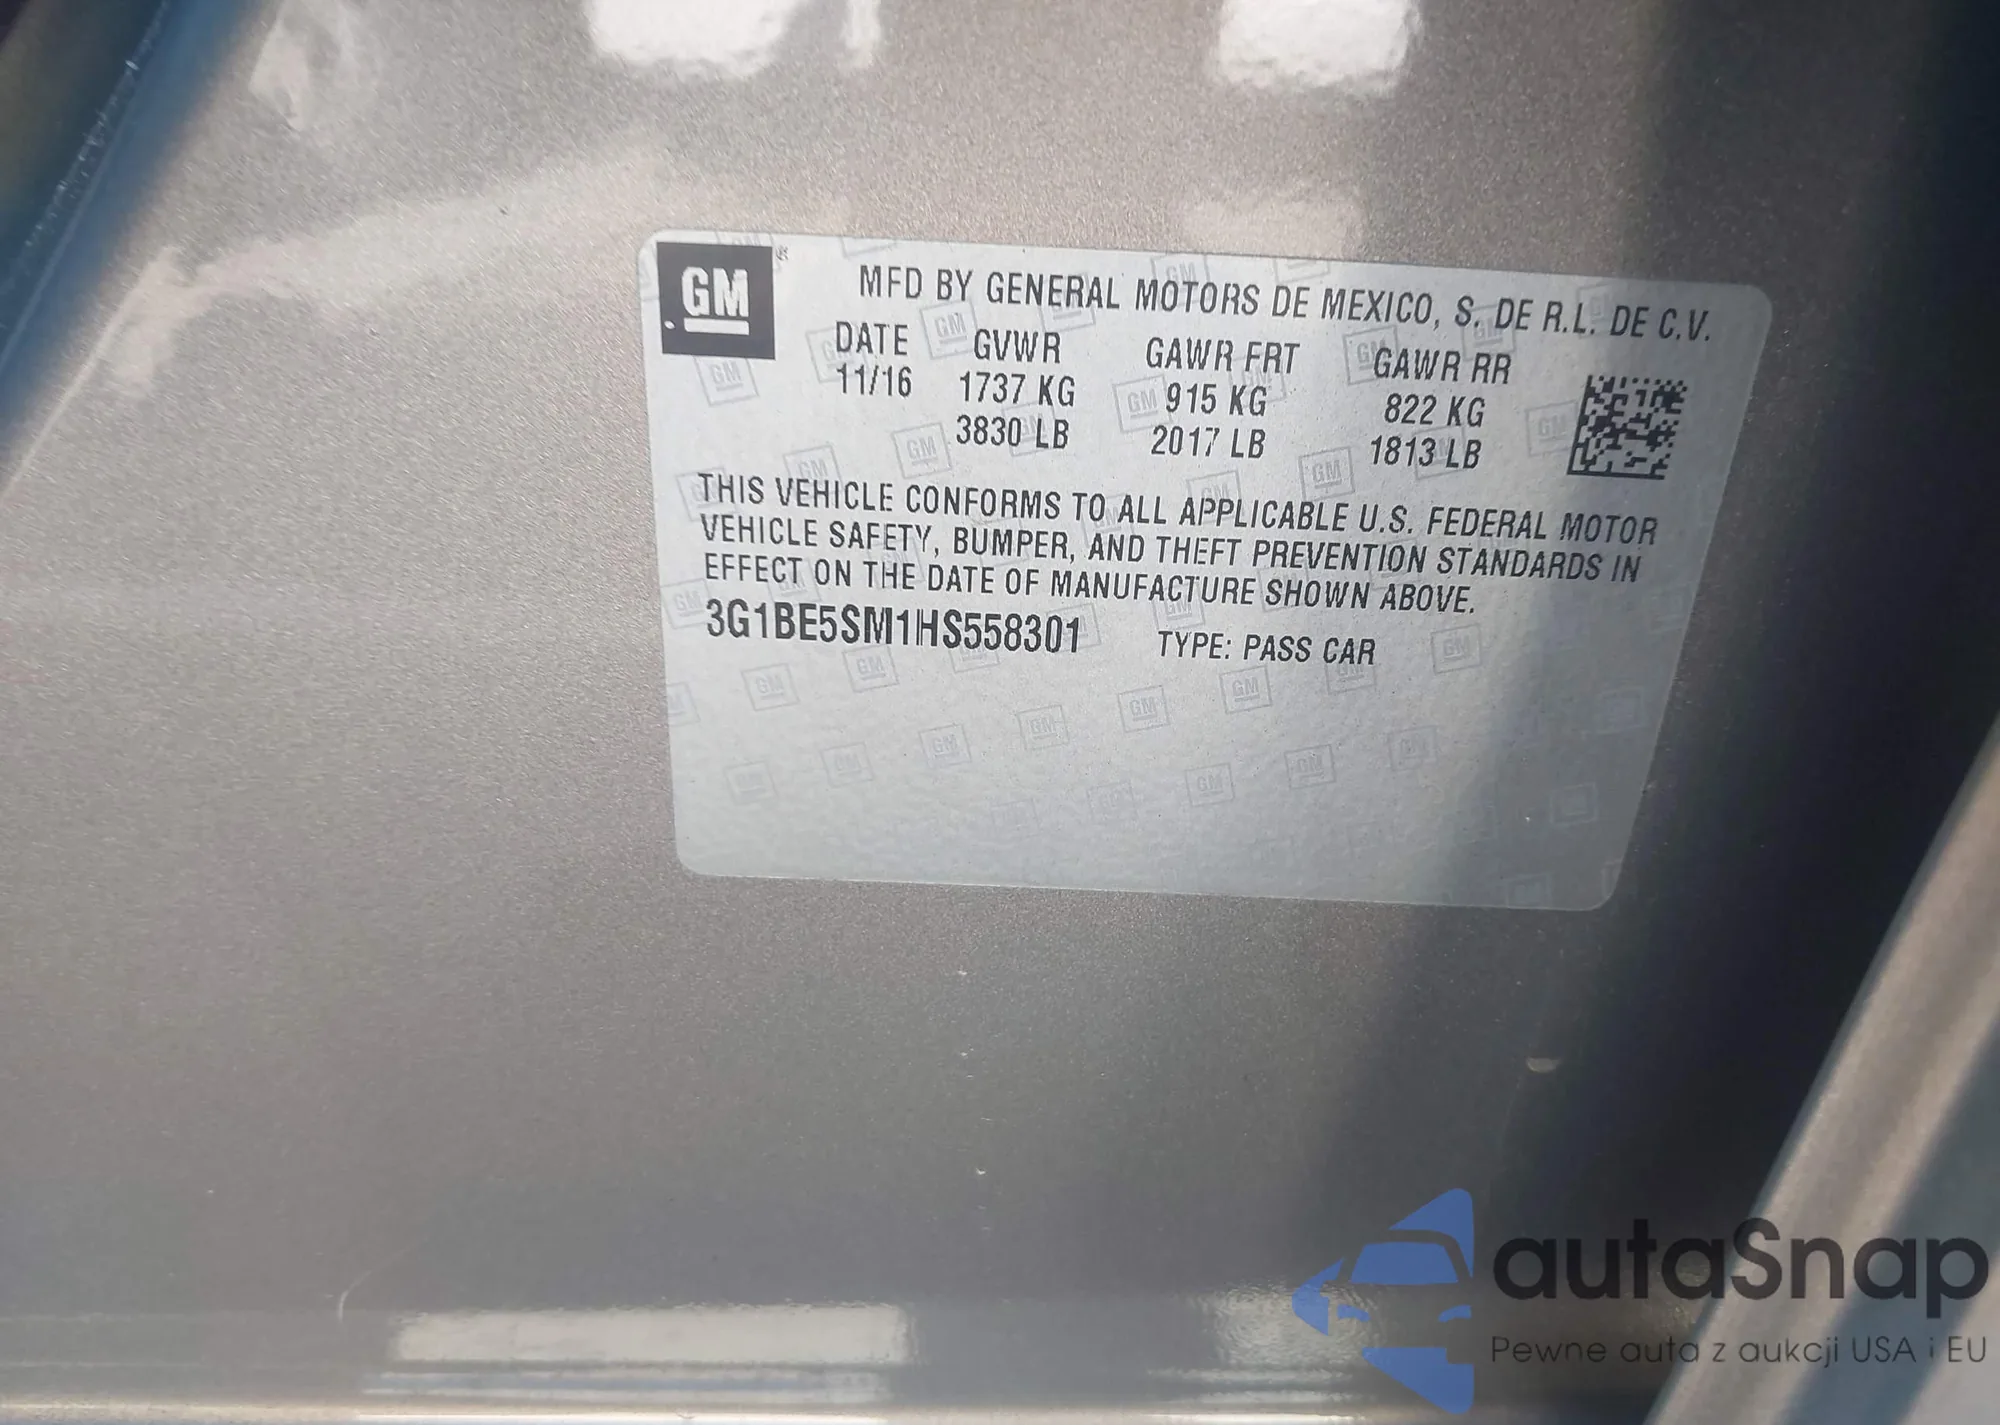 GM
MFD BY GENERAL MOTORS DE MEXICO, S. DE R.L. DE C.V.
DATE GVWR GAWR FRT GAWR RR
11/16 1737 KG 915 KG 822 KG
3830 LB 2017 LB 1813 LB
THIS VEHICLE CONFORMS TO ALL APPLICABLE U.S. FEDERAL MOTOR
VEHICLE SAFETY, BUMPER, AND THEFT PREVENTION STANDARDS IN
EFFECT ON THE DATE OF MANUFACTURE SHOWN ABOVE.
3G1BE5SM1HS558301 TYPE: PASS CAR
autaSnap
Pewne auta z aukcji USA i EU